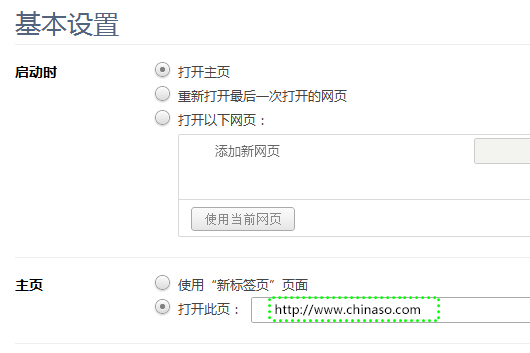 基本设置
启动时
打开主页
重新打开最后一次打开的网页
打开以下网页：
添加新网页
使用当前网页
主页
使用“新标签页”页面
打开此页：
http://www.chinaso.com